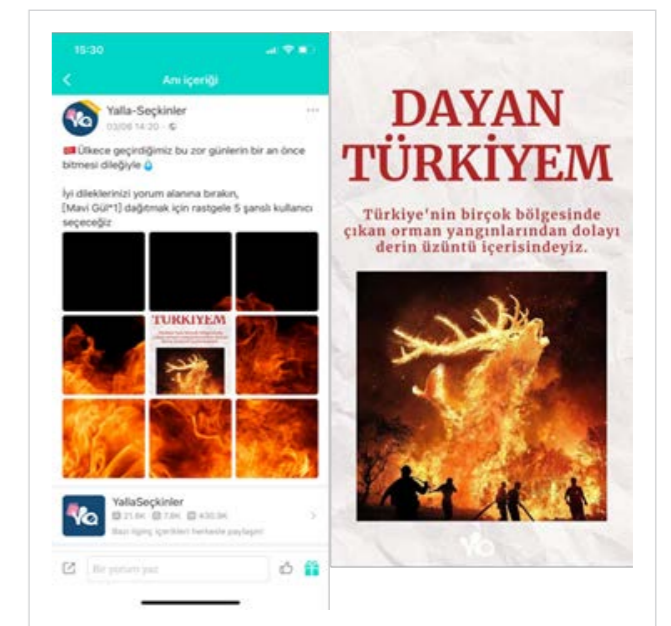 15:30
Anı içeriği
Yalla-Seçkinler
03/08 14:20
🇹🇷 Ülkece geçirdiğimiz bu zor günlerin bir an önce
bitmesi dileğiyle 💧
İyi dileklerinizi yorum alanına bırakın,
[Mavi Gül*1] dağıtmak için rastgele 5 şanslı kullanıcı
seçeceğiz
TÜRKİYEM
YallaSeçkinler
21.6K 7.8K 430.9K
Bazı ilginç içerikleri herkesle paylaşın!
Bir yorum yaz
DAYAN
TÜRKİYEM
Türkiye'nin birçok bölgesinde
çıkan orman yangınlarından dolayı
derin üzüntü içerisindeyiz.